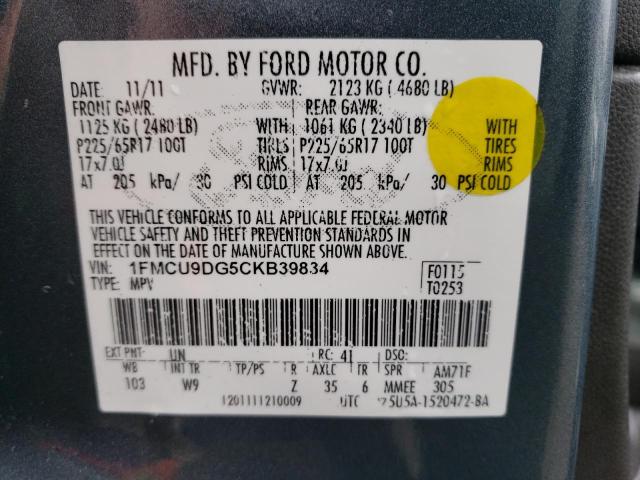 MFD. BY FORD MOTOR CO.
DATE: 11/11 GVWR: 2123 KG ( 4680 LB)
FRONT GAWR: REAR GAWR:
1125 KG ( 2480 LB) WITH 1061 KG ( 2340 LB) WITH
P225/65R17 100T TIRES P225/65R17 100T TIRES
17x7.0J RIMS 17x7.0J RIMS
AT 205 kPa/ 30 PSI COLD AT 205 kPa/ 30 PSI COLD
THIS VEHICLE CONFORMS TO ALL APPLICABLE FEDERAL MOTOR
VEHICLE SAFETY AND THEFT PREVENTION STANDARDS IN
EFFECT ON THE DATE OF MANUFACTURE SHOWN ABOVE.
VIN: 1FMCU9DG5CKB39834 F0115
TYPE: MPV T0253
EXT PNT: UN RC: 41 DSO:
WB INT TR TP/PS R AXLE TR SPR AM71F
103 W9 Z 35 6 MMEE 305
1201111210009 UTC 5U5A-1520472-BA